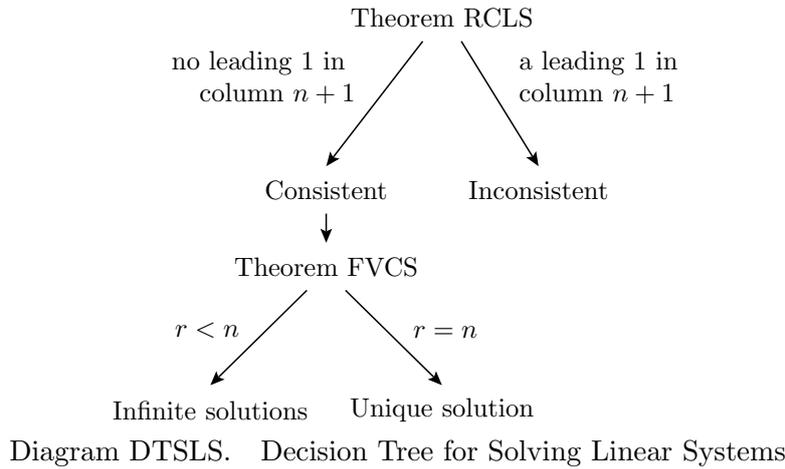 Theorem RCLS
no leading 1 in
column n + 1
a leading 1 in
column n + 1
Consistent
Inconsistent
Theorem FVCS
r < n
r = n
Infinite solutions
Unique solution
Diagram DTSLS. Decision Tree for Solving Linear Systems